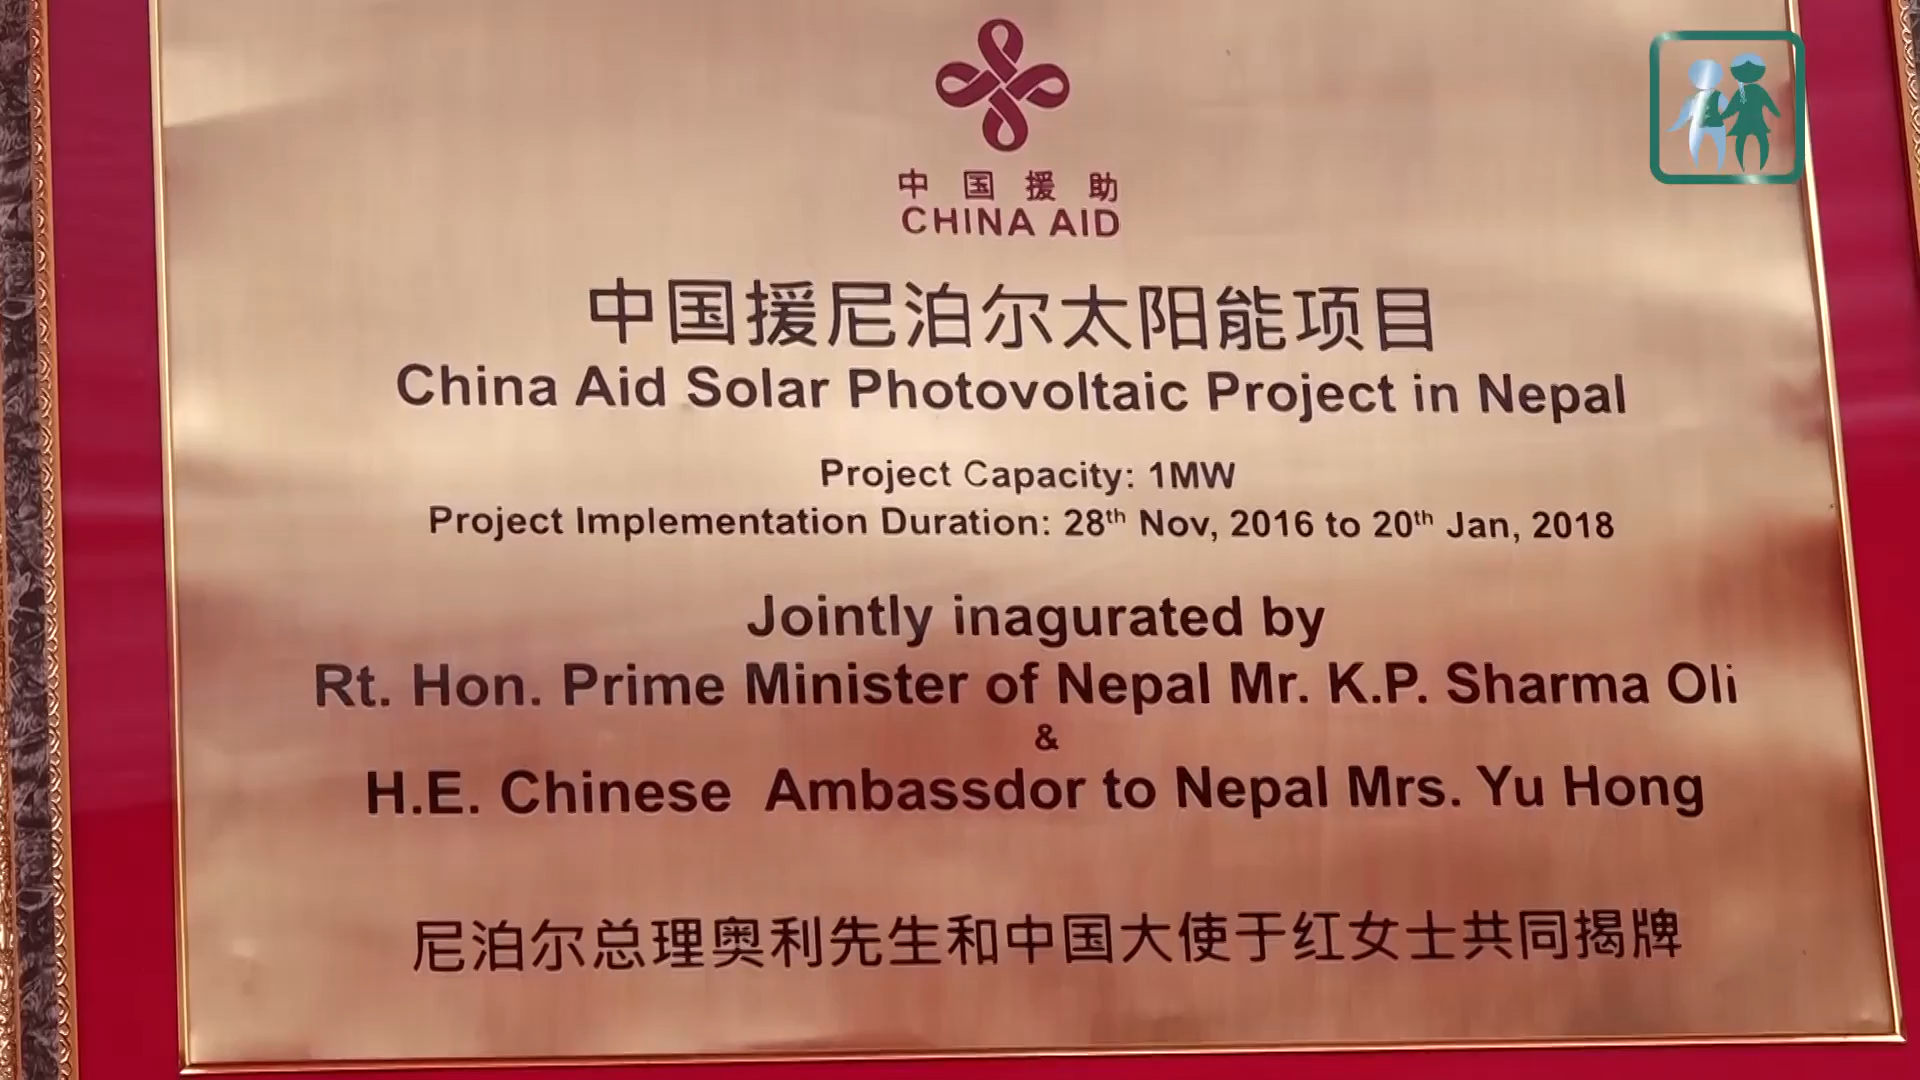 中国援助
CHINA AID
中国援尼泊尔太阳能项目
China Aid Solar Photovoltaic Project in Nepal
Project Capacity: 1MW
Project Implementation Duration: 28th Nov, 2016 to 20th Jan, 2018
Jointly inagurated by
Rt. Hon. Prime Minister of Nepal Mr. K.P. Sharma Oli
&
H.E. Chinese Ambassdor to Nepal Mrs. Yu Hong
尼泊尔总理奥利先生和中国大使于红女士共同揭牌